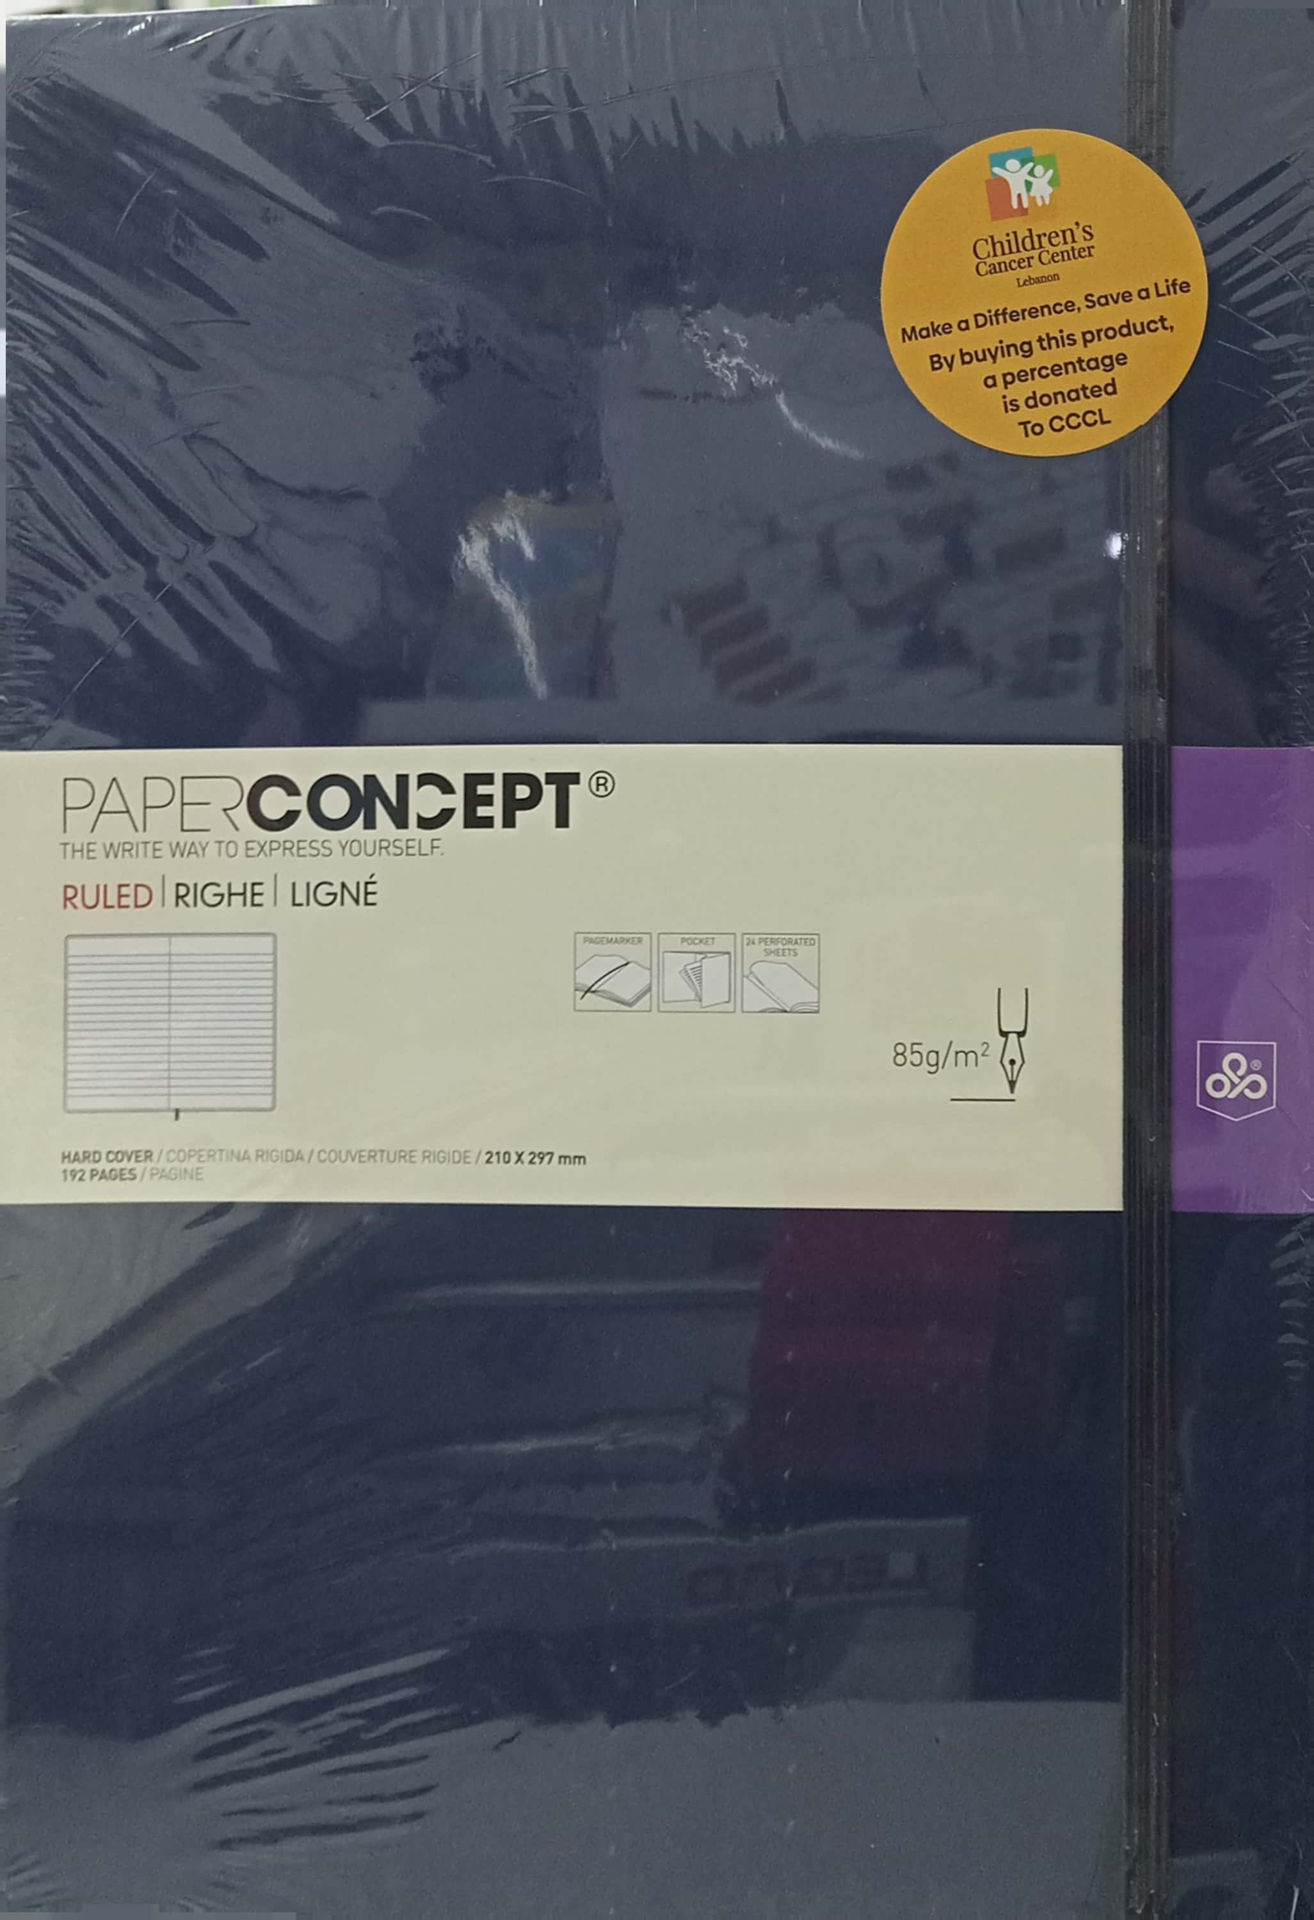 Children's
Cancer Center
Lebanon
Make a Difference, Save a Life
By buying this product,
a percentage
is donated
To CCCL
PAPERCONCEPT®
THE WRITE WAY TO EXPRESS YOURSELF.
RULED | RIGHE | LIGNÉ
PAGEMARKER
POCKET
24 PERFORATED
SHEETS
85g/m²
®
HARD COVER / COPERTINA RIGIDA / COUVERTURE RIGIDE / 210 X 297 mm
192 PAGES / PAGINE